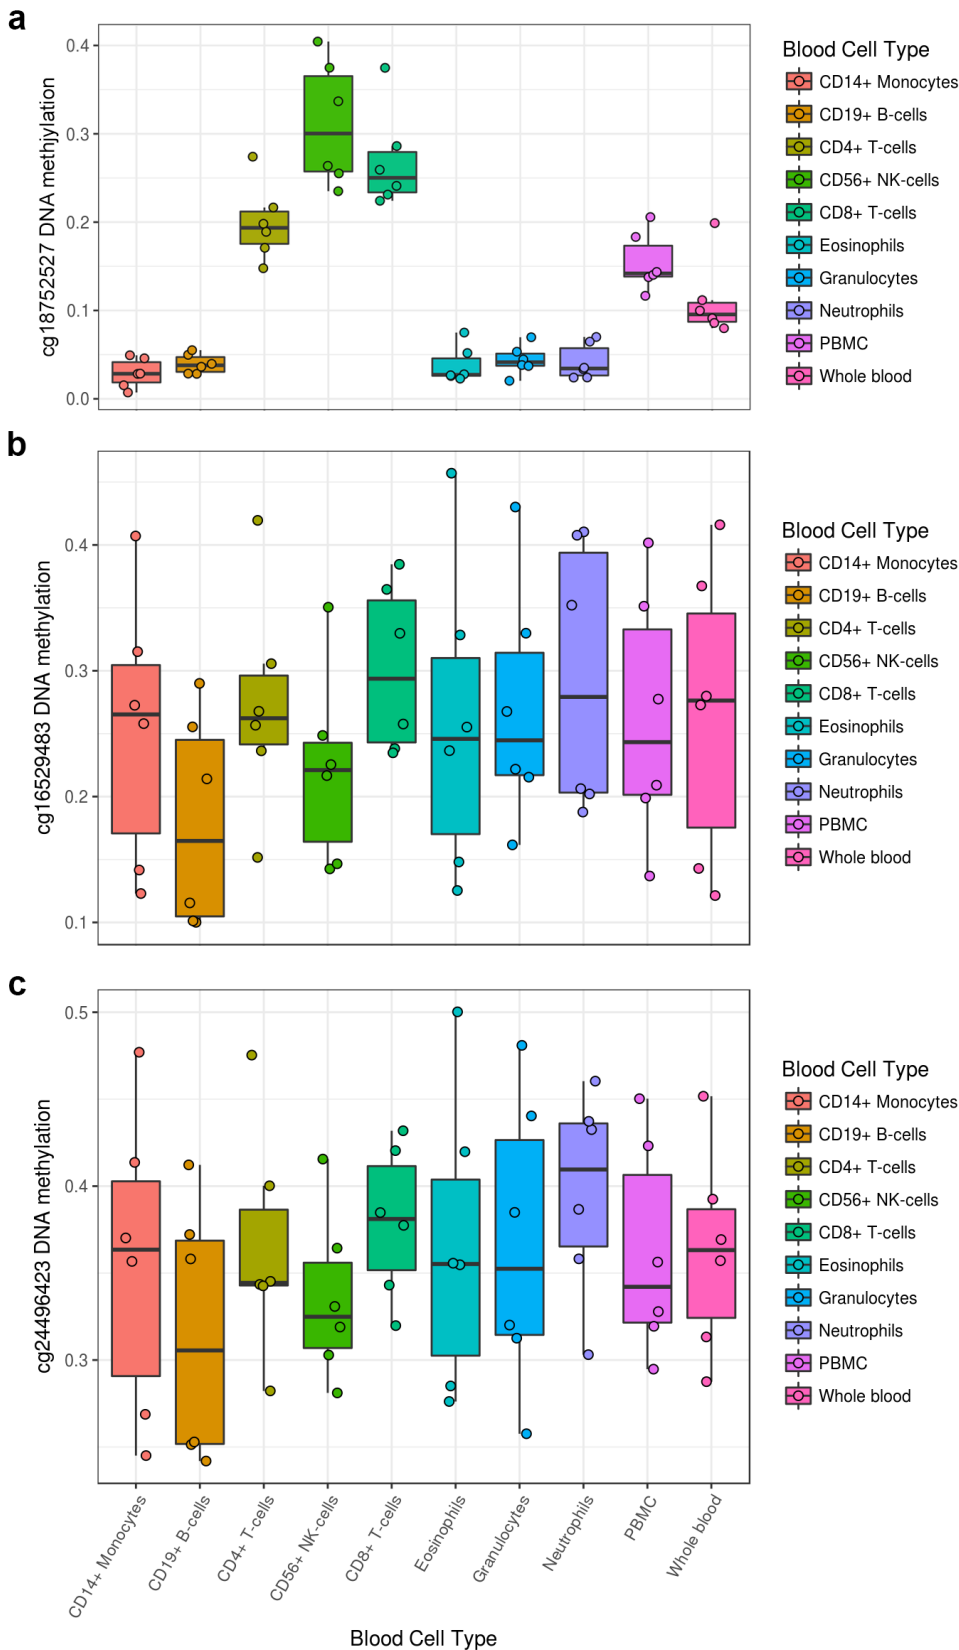 a
cg18752527 DNA methjylation
0.4
0.3
0.2
0.1
0.0
Blood Cell Type
CD14+ Monocytes
CD19+ B-cells
CD4+ T-cells
CD56+ NK-cells
CD8+ T-cells
Eosinophils
Granulocytes
Neutrophils
PBMC
Whole blood
b
cg16529483 DNA methylation
0.4
0.3
0.2
0.1
Blood Cell Type
CD14+ Monocytes
CD19+ B-cells
CD4+ T-cells
CD56+ NK-cells
CD8+ T-cells
Eosinophils
Granulocytes
Neutrophils
PBMC
Whole blood
c
cg24496423 DNA methylation
0.5
0.4
0.3
Blood Cell Type
CD14+ Monocytes
CD19+ B-cells
CD4+ T-cells
CD56+ NK-cells
CD8+ T-cells
Eosinophils
Granulocytes
Neutrophils
PBMC
Whole blood
CD14+ Monocytes
CD19+ B-cells
CD4+ T-cells
CD56+ NK-cells
CD8+ T-cells
Eosinophils
Granulocytes
Neutrophils
PBMC
Whole blood
Blood Cell Type